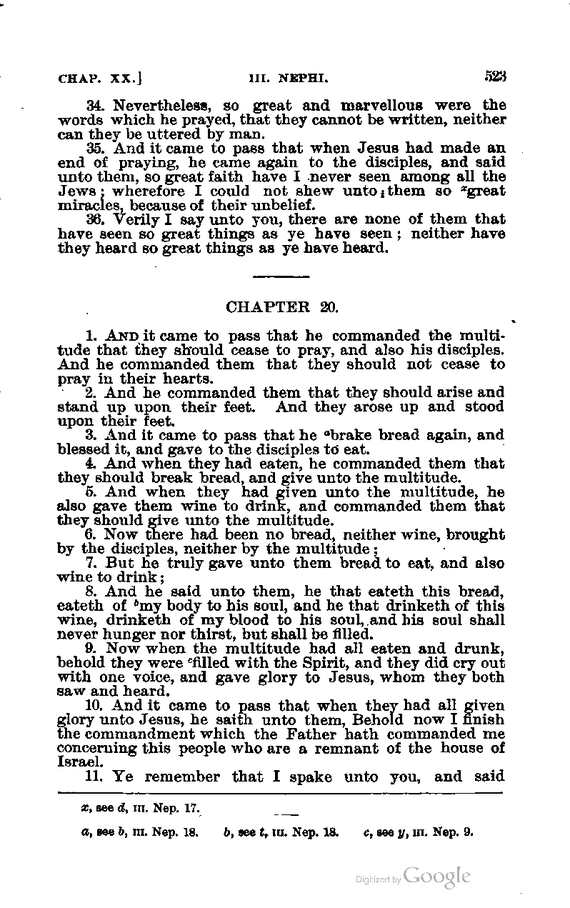 CHAP. XX.] III. NEPHI. 523
34. Nevertheless, so great and marvellous were the
words which he prayed, that they cannot be written, neither
can they be uttered by man.
35. And it came to pass that when Jesus had made an
end of praying, he came again to the disciples, and said
unto them, so great faith have I never seen among all the
Jews; wherefore I could not shew unto them so ˣgreat
miracles, because of their unbelief.
36. Verily I say unto you, there are none of them that
have seen so great things as ye have seen; neither have
they heard so great things as ye have heard.
CHAPTER 20.
1. AND it came to pass that he commanded the multi-
tude that they should cease to pray, and also his disciples.
And he commanded them that they should not cease to
pray in their hearts.
2. And he commanded them that they should arise and
stand up upon their feet. And they arose up and stood
upon their feet.
3. And it came to pass that he ᵃbrake bread again, and
blessed it, and gave to the disciples to eat.
4. And when they had eaten, he commanded them that
they should break bread, and give unto the multitude.
5. And when they had given unto the multitude, he
also gave them wine to drink, and commanded them that
they should give unto the multitude.
6. Now there had been no bread, neither wine, brought
by the disciples, neither by the multitude;
7. But he truly gave unto them bread to eat, and also
wine to drink;
8. And he said unto them, he that eateth this bread,
eateth of ᵇmy body to his soul, and he that drinketh of this
wine, drinketh of my blood to his soul, and his soul shall
never hunger nor thirst, but shall be filled.
9. Now when the multitude had all eaten and drunk,
behold they were ᶜfilled with the Spirit, and they did cry out
with one voice, and gave glory to Jesus, whom they both
saw and heard.
10. And it came to pass that when they had all given
glory unto Jesus, he saith unto them, Behold now I finish
the commandment which the Father hath commanded me
concerning this people who are a remnant of the house of
Israel.
11. Ye remember that I spake unto you, and said
x, see d, III. Nep. 17.
a, see b, III. Nep. 18. b, see t, III. Nep. 18. c, see y, III. Nep. 9.
Digitized by Google